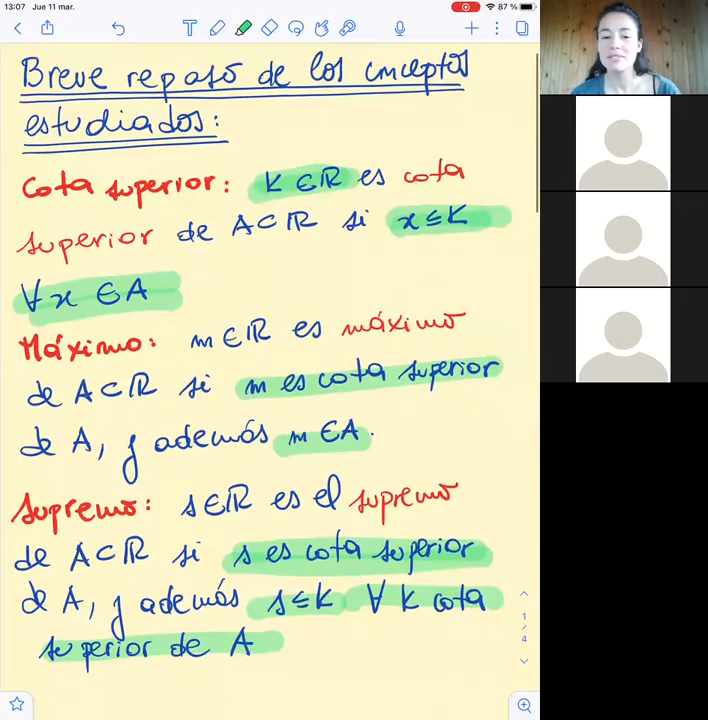 13:07 Jue 11 mar.
87 %
Breve repaso de los conceptos
estudiados:
Cota superior: K ∈ ℝ es cota
superior de A ⊂ ℝ si x ≤ K
∀ x ∈ A
Máximo: m ∈ ℝ es máximo
de A ⊂ ℝ si m es cota superior
de A, y además m ∈ A.
Supremo: s ∈ ℝ es el supremo
de A ⊂ ℝ si s es cota superior
de A, y además s ≤ K ∀ K cota
superior de A
1
/
4